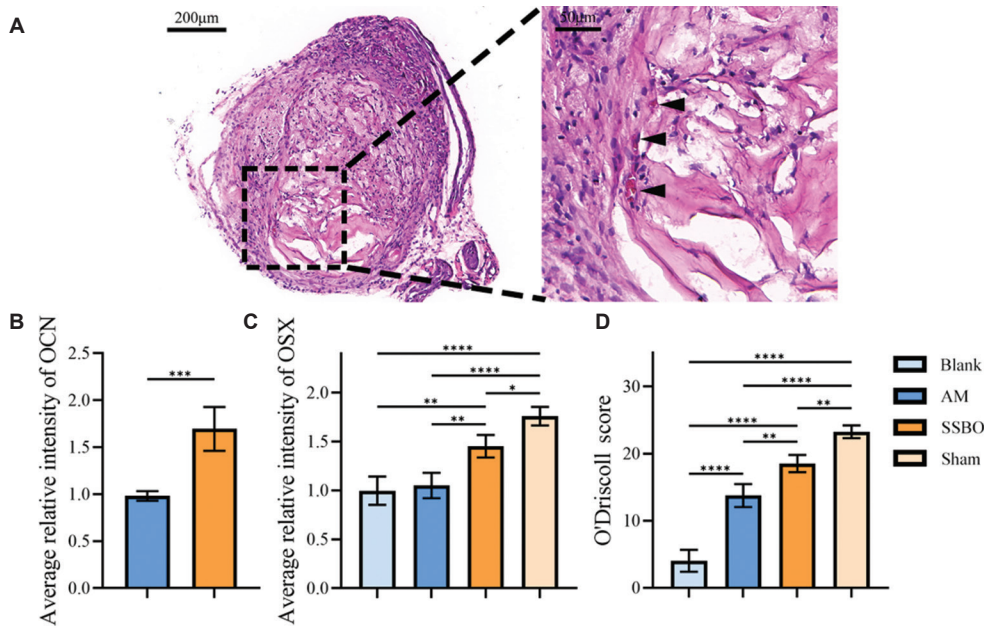 A
200μm
50μm
B
Average relative intensity of OCN
2.5
2.0
1.5
1.0
0.5
0.0
***
C
Average relative intensity of OSX
2.0
1.5
1.0
0.5
0.0
****
****
*
**
**
D
O'Driscoll score
30
20
10
0
****
****
**
****
**
****
Blank
AM
SSBO
Sham